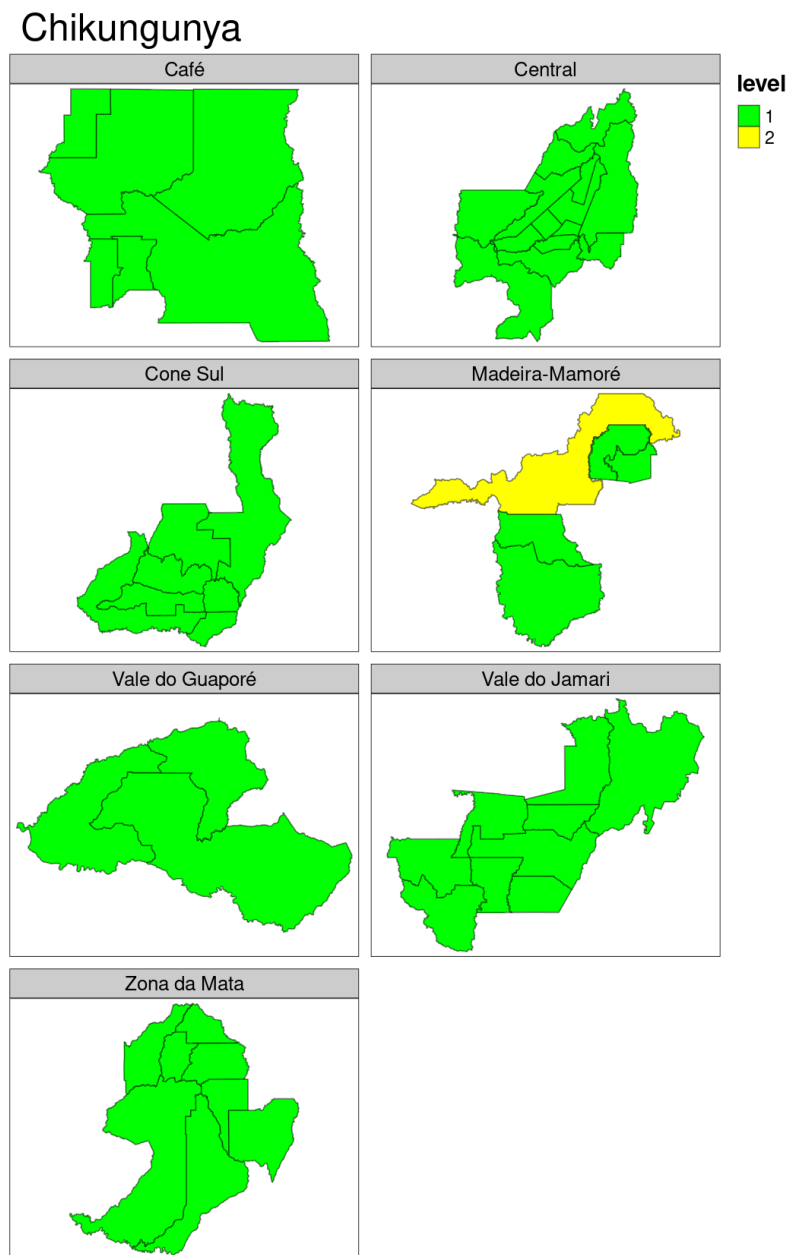 Chikungunya
Café
Central
level
1
2
Cone Sul
Madeira-Mamoré
Vale do Guaporé
Vale do Jamari
Zona da Mata